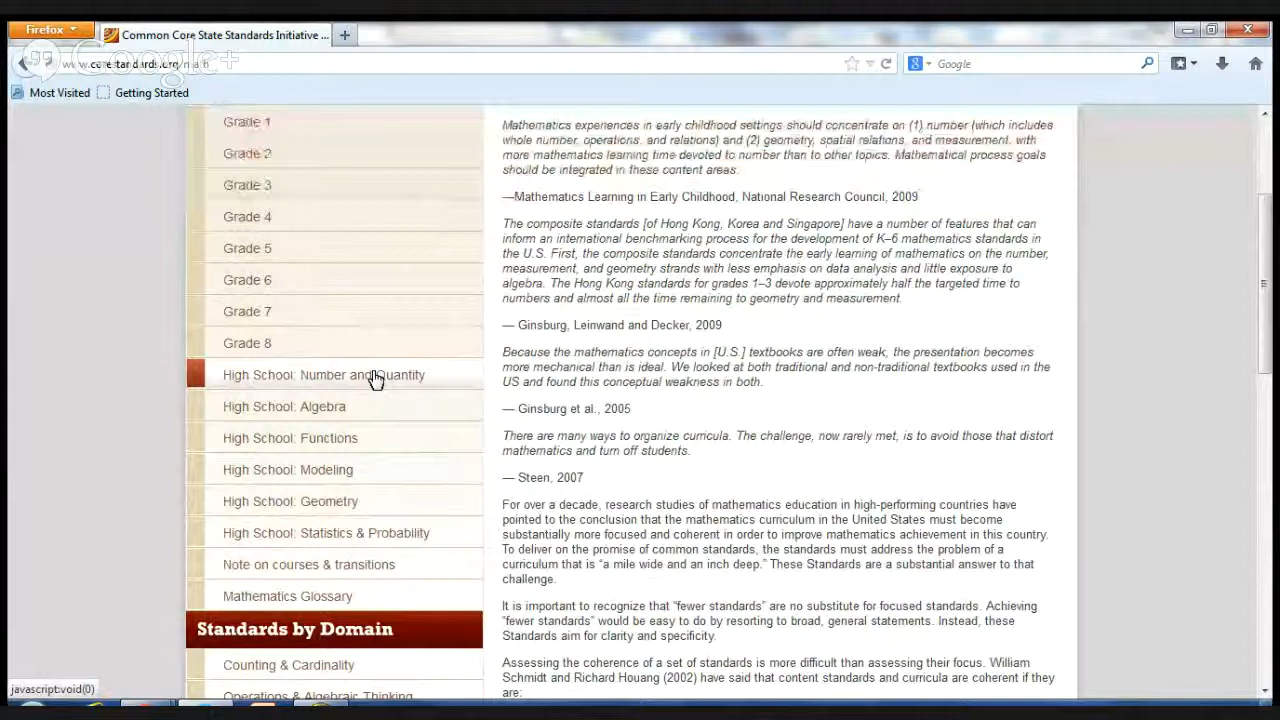 Firefox
Common Core State Standards Initiative ...
Google+
www.corestandards.org/math
Google
Most Visited
Getting Started
Grade 1
Grade 2
Grade 3
Grade 4
Grade 5
Grade 6
Grade 7
Grade 8
High School: Number and Quantity
High School: Algebra
High School: Functions
High School: Modeling
High School: Geometry
High School: Statistics & Probability
Note on courses & transitions
Mathematics Glossary
Standards by Domain
Counting & Cardinality
Operations & Algebraic Thinking
Mathematics experiences in early childhood settings should concentrate on (1) number (which includes
whole number, operations, and relations) and (2) geometry, spatial relations, and measurement, with
more mathematics learning time devoted to number than to other topics. Mathematical process goals
should be integrated in these content areas.
—Mathematics Learning in Early Childhood, National Research Council, 2009
The composite standards [of Hong Kong, Korea and Singapore] have a number of features that can
inform an international benchmarking process for the development of K–6 mathematics standards in
the U.S. First, the composite standards concentrate the early learning of mathematics on the number,
measurement, and geometry strands with less emphasis on data analysis and little exposure to
algebra. The Hong Kong standards for grades 1–3 devote approximately half the targeted time to
numbers and almost all the time remaining to geometry and measurement.
— Ginsburg, Leinwand and Decker, 2009
Because the mathematics concepts in [U.S.] textbooks are often weak, the presentation becomes
more mechanical than is ideal. We looked at both traditional and non-traditional textbooks used in the
US and found this conceptual weakness in both.
— Ginsburg et al., 2005
There are many ways to organize curricula. The challenge, now rarely met, is to avoid those that distort
mathematics and turn off students.
— Steen, 2007
For over a decade, research studies of mathematics education in high-performing countries have
pointed to the conclusion that the mathematics curriculum in the United States must become
substantially more focused and coherent in order to improve mathematics achievement in this country.
To deliver on the promise of common standards, the standards must address the problem of a
curriculum that is “a mile wide and an inch deep.” These Standards are a substantial answer to that
challenge.
It is important to recognize that “fewer standards” are no substitute for focused standards. Achieving
“fewer standards” would be easy to do by resorting to broad, general statements. Instead, these
Standards aim for clarity and specificity.
Assessing the coherence of a set of standards is more difficult than assessing their focus. William
Schmidt and Richard Houang (2002) have said that content standards and curricula are coherent if they
are:
javascript:void(0)